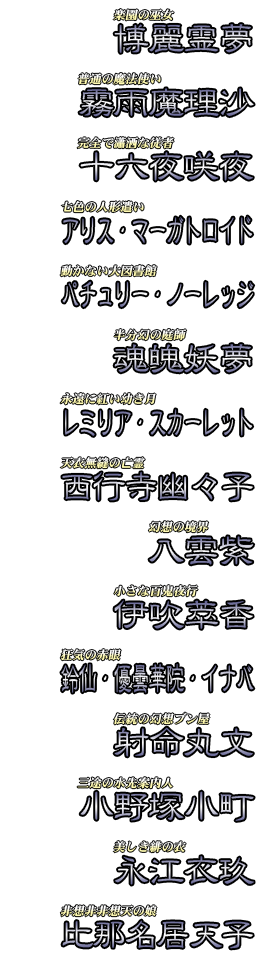 楽園の巫女
博麗霊夢
普通の魔法使い
霧雨魔理沙
完全で瀟洒な従者
十六夜咲夜
七色の人形遣い
アリス・マーガトロイド
動かない大図書館
パチュリー・ノーレッジ
半分幻の庭師
魂魄妖夢
永遠に紅い幼き月
レミリア・スカーレット
天衣無縫の亡霊
西行寺幽々子
幻想の境界
八雲紫
小さな百鬼夜行
伊吹萃香
狂気の赤眼
鈴仙・優曇華院・イナバ
伝統の幻想ブン屋
射命丸文
三途の水先案内人
小野塚小町
美しき緋の衣
永江衣玖
非想非非想天の娘
比那名居天子